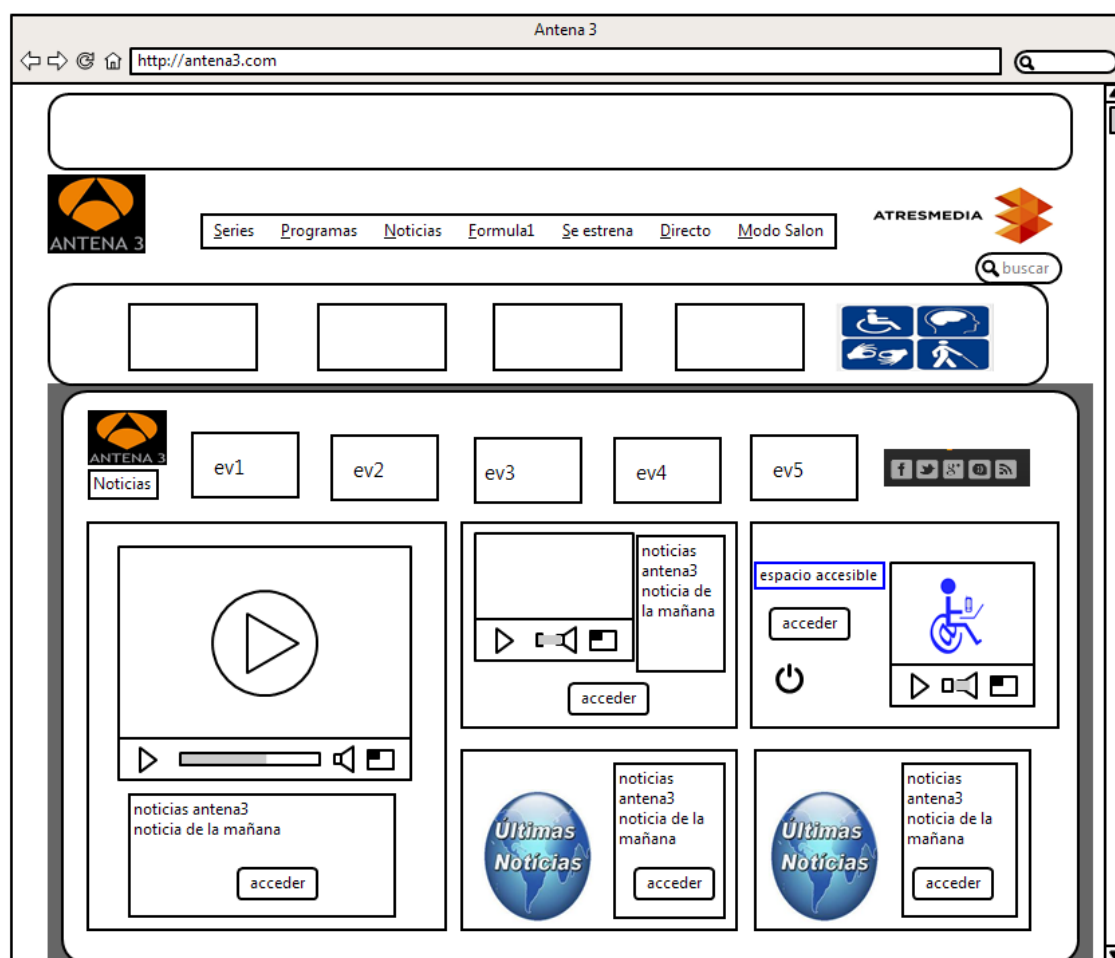 Antena 3
http://antena3.com
ANTENA 3
Series Programas Noticias Formula1 Se estrena Directo Modo Salon
ATRESMEDIA
buscar
ANTENA 3
Noticias
ev1
ev2
ev3
ev4
ev5
noticias antena3
noticia de la mañana
acceder
noticias
antena3
noticia de
la mañana
acceder
espacio accesible
acceder
Últimas
Notícias
noticias
antena3
noticia de la
mañana
acceder
Últimas
Notícias
noticias
antena3
noticia de la
mañana
acceder